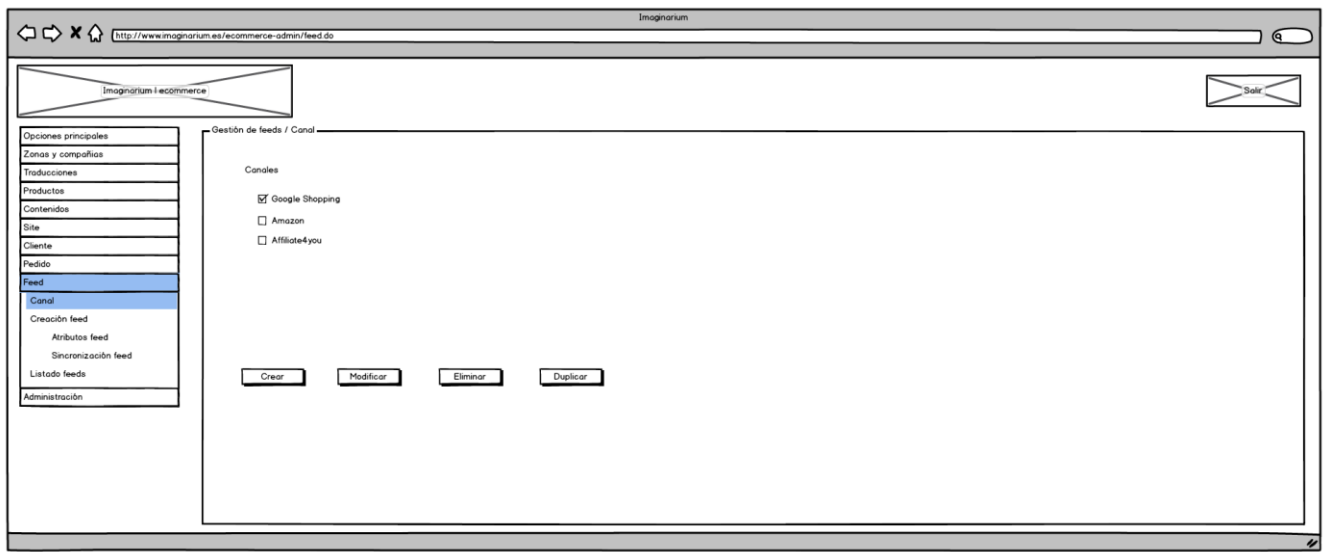 Imaginarium
http://www.imaginarium.es/ecommerce-admin/feed.do
Imaginarium | ecommerce
Salir
Opciones principales
Zonas y compañias
Traducciones
Productos
Contenidos
Site
Cliente
Pedido
Feed
Canal
Creación feed
Atributos feed
Sincronización feed
Listado feeds
Administración
Gestión de feeds / Canal
Canales
Google Shopping
Amazon
Affiliate4you
Crear
Modificar
Eliminar
Duplicar